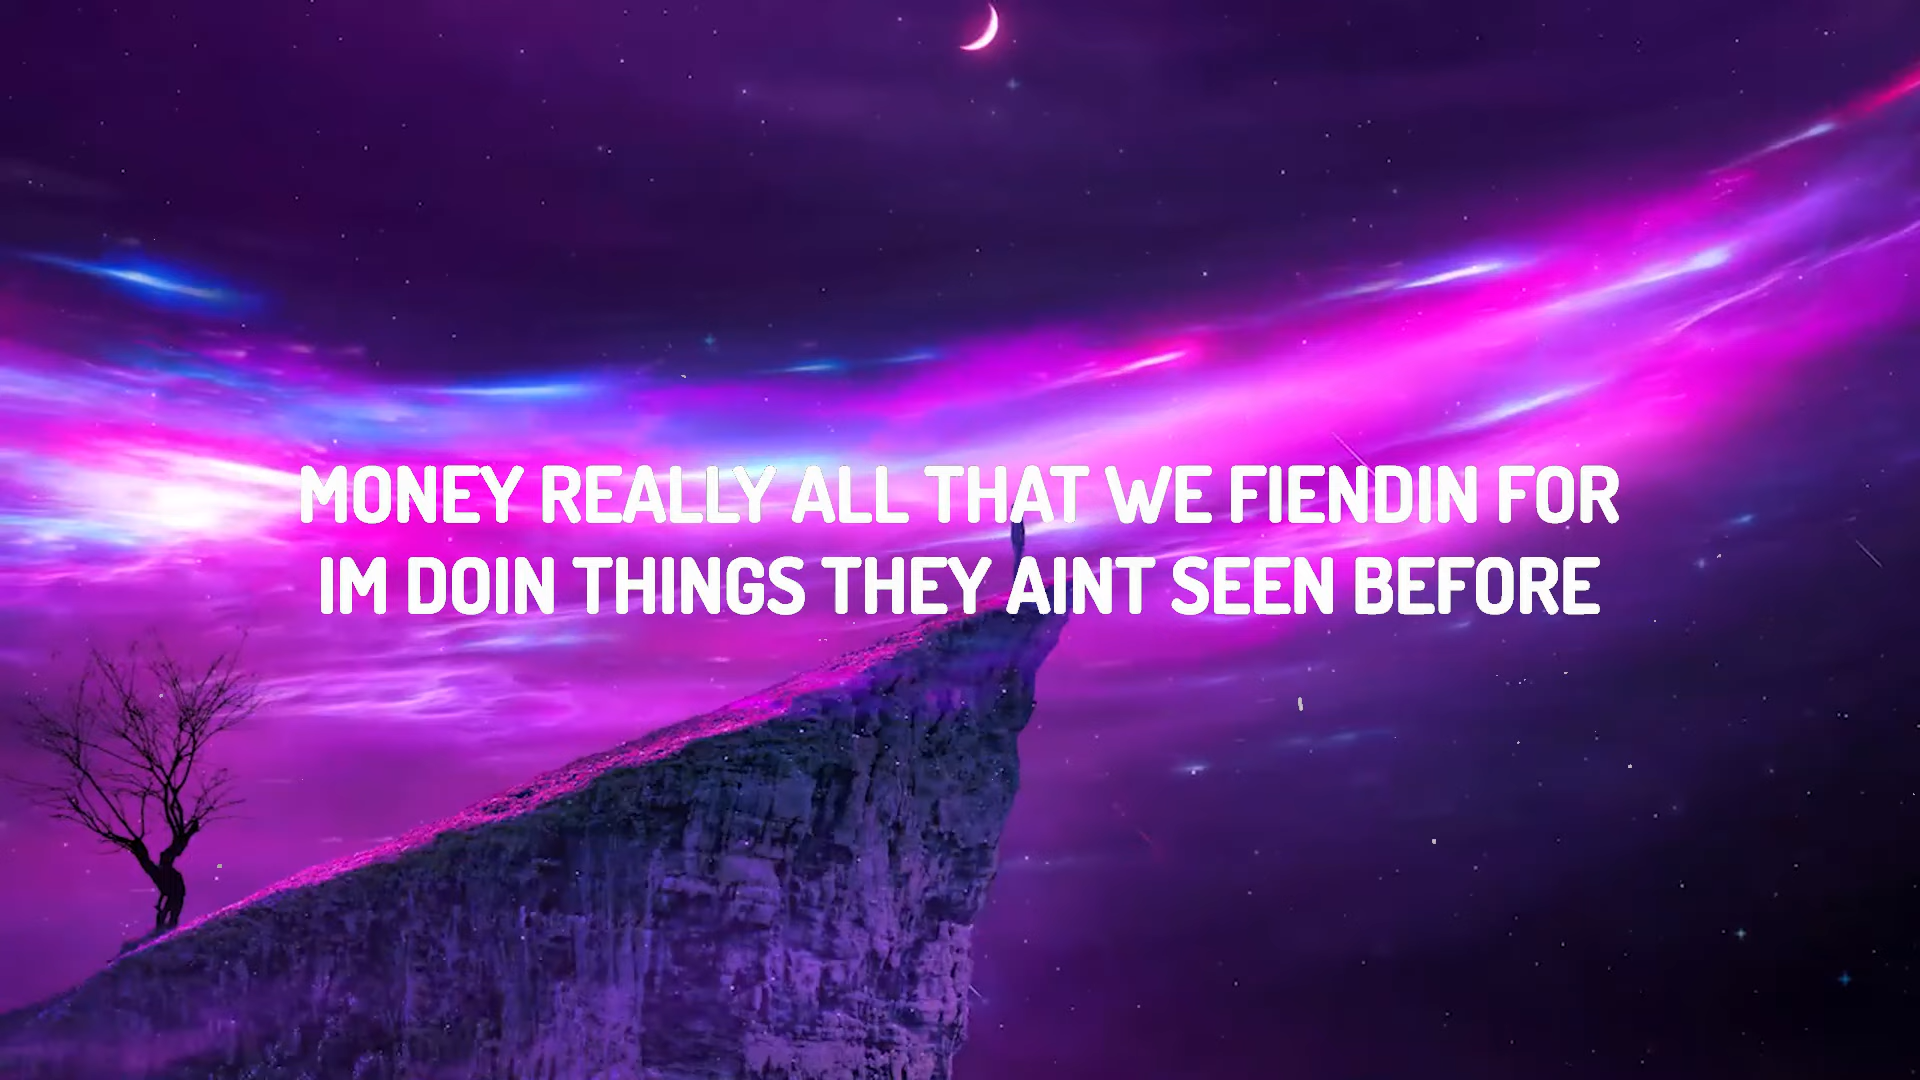 MONEY REALLY ALL THAT WE FIENDIN FOR
IM DOIN THINGS THEY AINT SEEN BEFORE